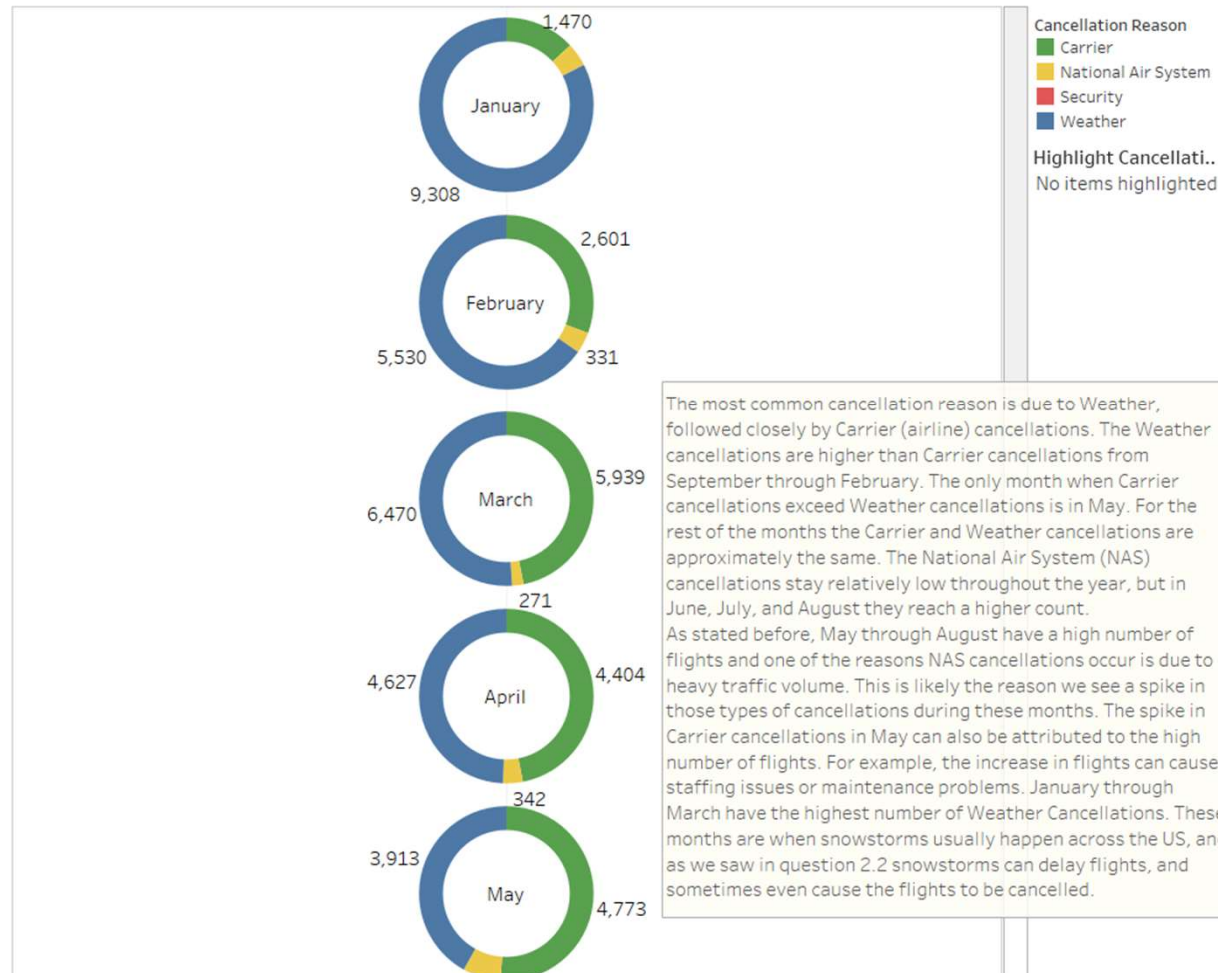 1,470
January
9,308
2,601
February
5,530
331
5,939
March
6,470
271
4,404
April
4,627
342
May
3,913
4,773
Cancellation Reason
Carrier
National Air System
Security
Weather
Highlight Cancellati..
No items highlighted
The most common cancellation reason is due to Weather,
followed closely by Carrier (airline) cancellations. The Weather
cancellations are higher than Carrier cancellations from
September through February. The only month when Carrier
cancellations exceed Weather cancellations is in May. For the
rest of the months the Carrier and Weather cancellations are
approximately the same. The National Air System (NAS)
cancellations stay relatively low throughout the year, but in
June, July, and August they reach a higher count.
As stated before, May through August have a high number of
flights and one of the reasons NAS cancellations occur is due to
heavy traffic volume. This is likely the reason we see a spike in
those types of cancellations during these months. The spike in
Carrier cancellations in May can also be attributed to the high
number of flights. For example, the increase in flights can cause
staffing issues or maintenance problems. January through
March have the highest number of Weather Cancellations. These
months are when snowstorms usually happen across the US, an
as we saw in question 2.2 snowstorms can delay flights, and
sometimes even cause the flights to be cancelled.